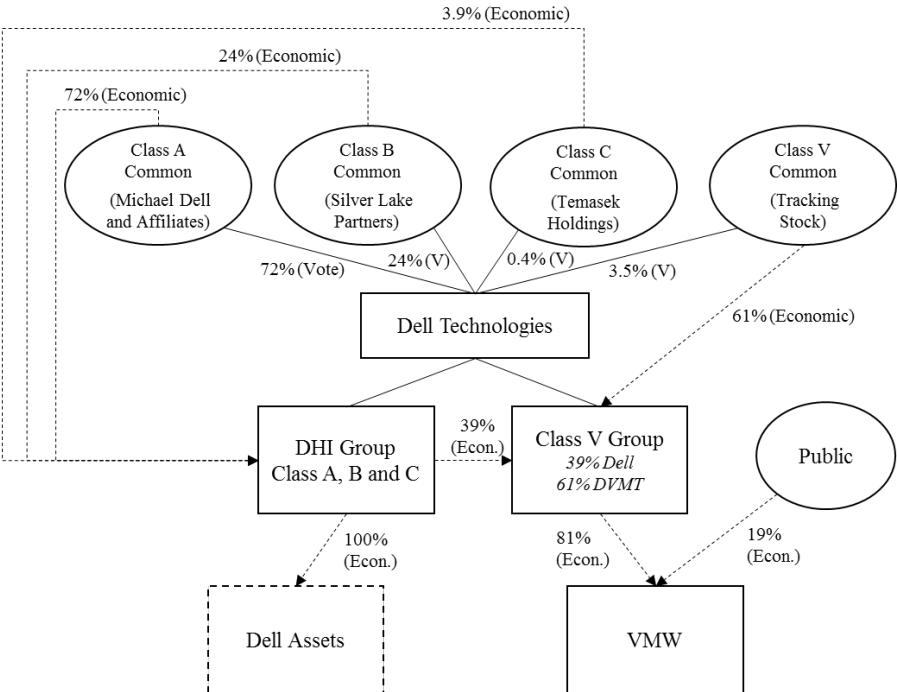 3.9% (Economic)
24% (Economic)
72% (Economic)
Class A
Common
(Michael Dell
and Affiliates)
Class B
Common
(Silver Lake
Partners)
Class C
Common
(Temasek
Holdings)
Class V
Common
(Tracking
Stock)
72% (Vote)
24% (V)
0.4% (V)
3.5% (V)
Dell Technologies
61% (Economic)
DHI Group
Class A, B and C
39%
(Econ.)
Class V Group
39% Dell
61% DVMT
Public
100%
(Econ.)
81%
(Econ.)
19%
(Econ.)
Dell Assets
VMW